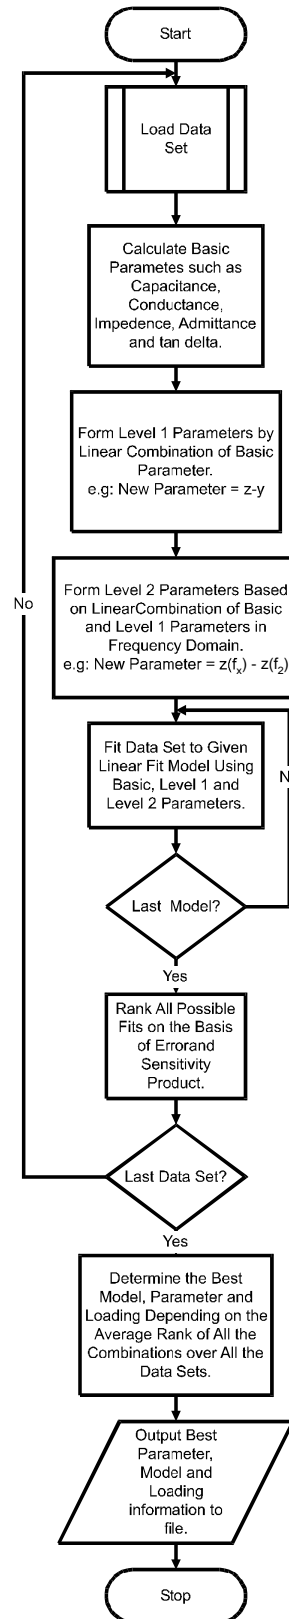 Start
Load Data
Set
Calculate Basic
Parametes such as
Capacitance,
Conductance,
Impedence, Admittance
and tan delta.
Form Level 1 Parameters by
Linear Combination of Basic
Parameter.
e.g: New Parameter = z-y
Form Level 2 Parameters Based
on LinearCombination of Basic
and Level 1 Parameters in
Frequency Domain.
e.g: New Parameter = z(fₓ) - z(f₂)
No
Fit Data Set to Given
Linear Fit Model Using
Basic, Level 1 and
Level 2 Parameters.
Last Model?
Yes
Rank All Possible
Fits on the Basis
of Errorand
Sensitivity
Product.
Last Data Set?
Yes
Determine the Best
Model, Parameter and
Loading Depending on the
Average Rank of All the
Combinations over All the
Data Sets.
Output Best
Parameter,
Model and
Loading
information to
file.
Stop